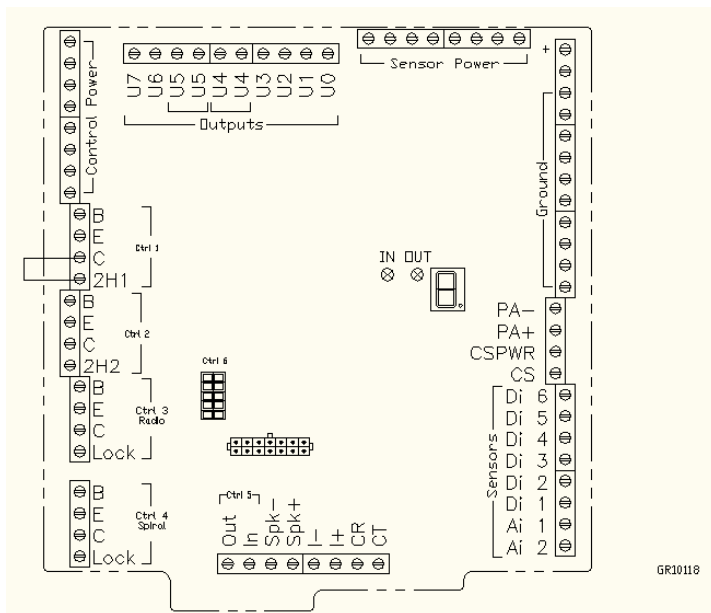 Control Power
U7
U6
U5
U5
U4
U4
U3
U2
U1
U0
Outputs
Sensor Power
+
Ground
B
E
C
2H1
Ctrl 1
B
E
C
2H2
Ctrl 2
B
E
C
Lock
Ctrl 3
Radio
B
E
C
Lock
Ctrl 4
Spiral
IN OUT
Ctrl 6
PA-
PA+
CSPWR
CS
Di 6
Di 5
Di 4
Di 3
Di 2
Di 1
Ai 1
Ai 2
Sensors
Ctrl 5
Out
In
Spk-
Spk+
I-
I+
CR
CT
GR10118